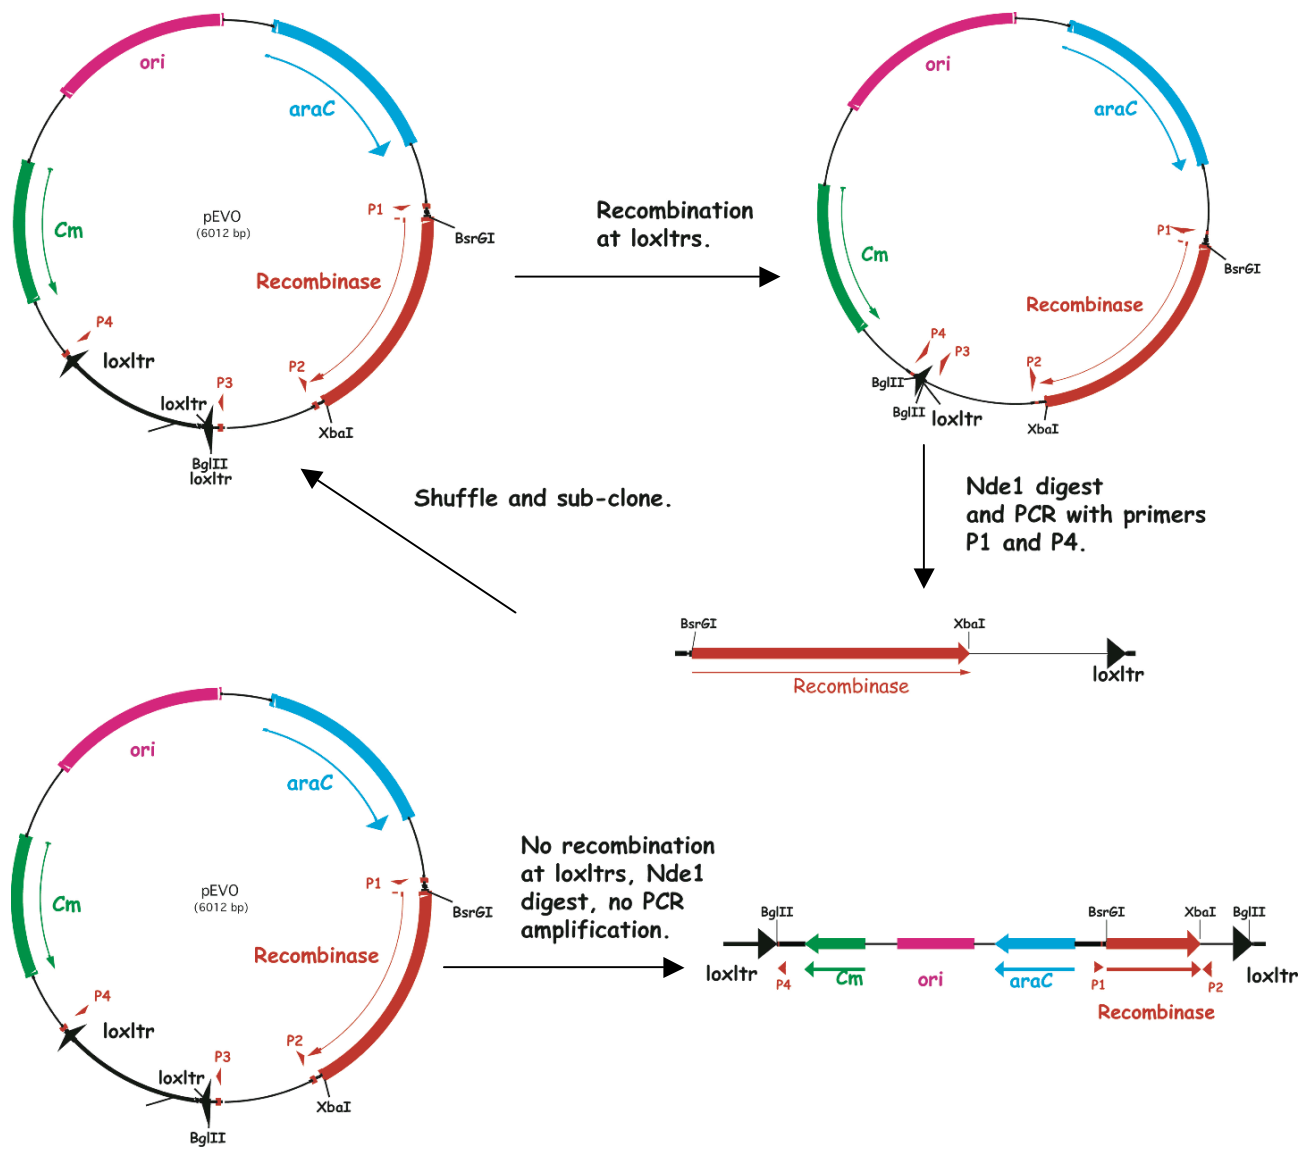 ori
araC
Cm
pEVO
(6012 bp)
P1
BsrGI
Recombinase
P4
loxltr
P2
P3
loxltr
XbaI
BglII
loxltr
Recombination
at loxltrs.
ori
araC
Cm
P1
BsrGI
Recombinase
P4
P3
P2
BglII
BglII
loxltr
XbaI
Nde1 digest
and PCR with primers
P1 and P4.
Shuffle and sub-clone.
BsrGI
XbaI
loxltr
Recombinase
ori
araC
Cm
pEVO
(6012 bp)
P1
BsrGI
Recombinase
P4
loxltr
P2
P3
loxltr
XbaI
BglII
No recombination
at loxltrs, Nde1
digest, no PCR
amplification.
BglII
BsrGI
XbaI
BglII
loxltr
P4
Cm
ori
araC
P1
P2
loxltr
Recombinase